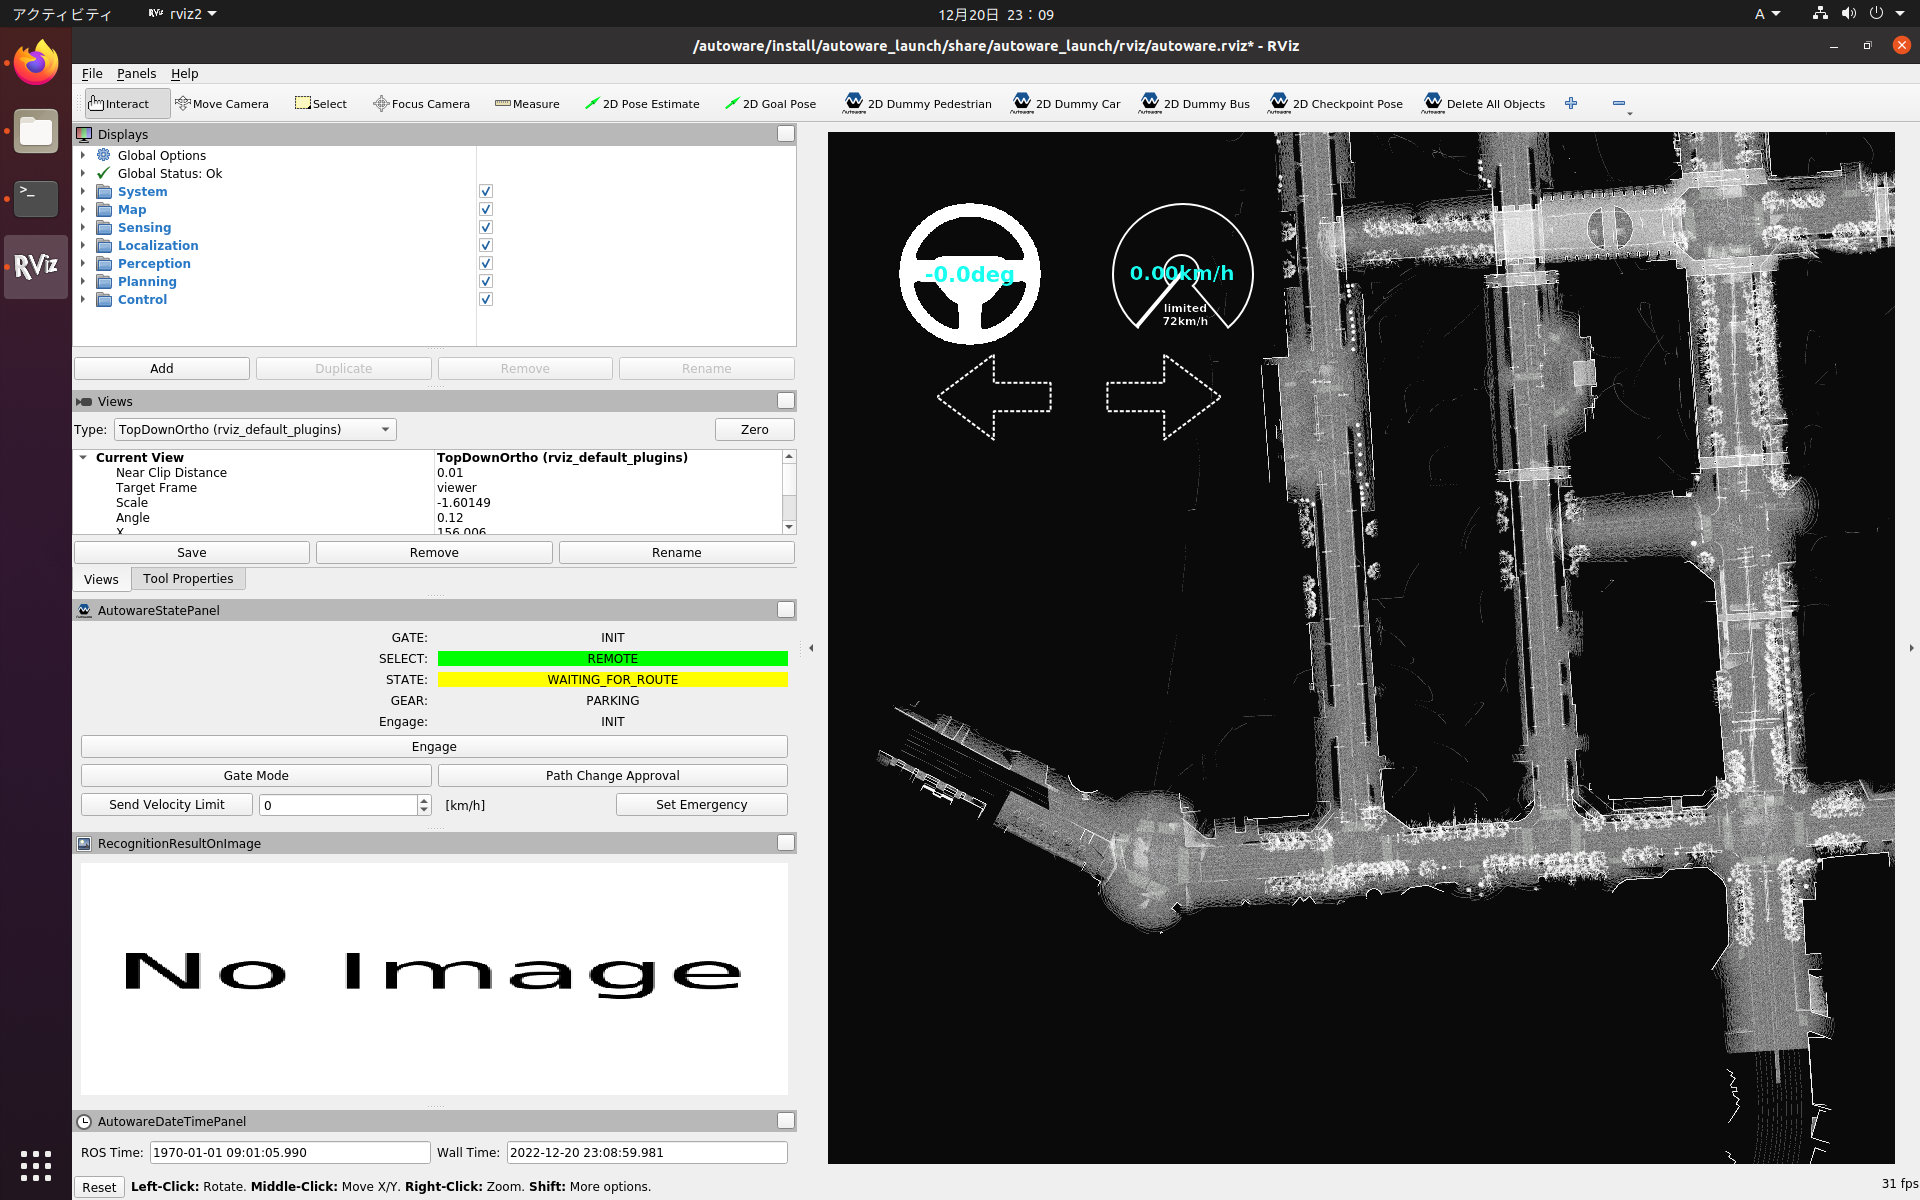 アクティビティ
rviz2
12月20日 23：09
A
/autoware/install/autoware_launch/share/autoware_launch/rviz/autoware.rviz* - RViz
File Panels Help
Interact Move Camera Select Focus Camera Measure 2D Pose Estimate 2D Goal Pose 2D Dummy Pedestrian 2D Dummy Car 2D Dummy Bus 2D Checkpoint Pose Delete All Objects
Displays
Global Options
Global Status: Ok
System
Map
Sensing
Localization
Perception
Planning
Control
Add Duplicate Remove Rename
Views
Type: TopDownOrtho (rviz_default_plugins) Zero
Current View TopDownOrtho (rviz_default_plugins)
Near Clip Distance 0.01
Target Frame viewer
Scale -1.60149
Angle 0.12
X 156.006
Save Remove Rename
Views Tool Properties
AutowareStatePanel
GATE: INIT
SELECT: REMOTE
STATE: WAITING_FOR_ROUTE
GEAR: PARKING
Engage: INIT
Engage
Gate Mode Path Change Approval
Send Velocity Limit 0 [km/h] Set Emergency
RecognitionResultOnImage
No Image
AutowareDateTimePanel
ROS Time: 1970-01-01 09:01:05.990 Wall Time: 2022-12-20 23:08:59.981
Reset Left-Click: Rotate. Middle-Click: Move X/Y. Right-Click: Zoom. Shift: More options.
31 fps
RViz
-0.0deg
0.00km/h
limited
72km/h